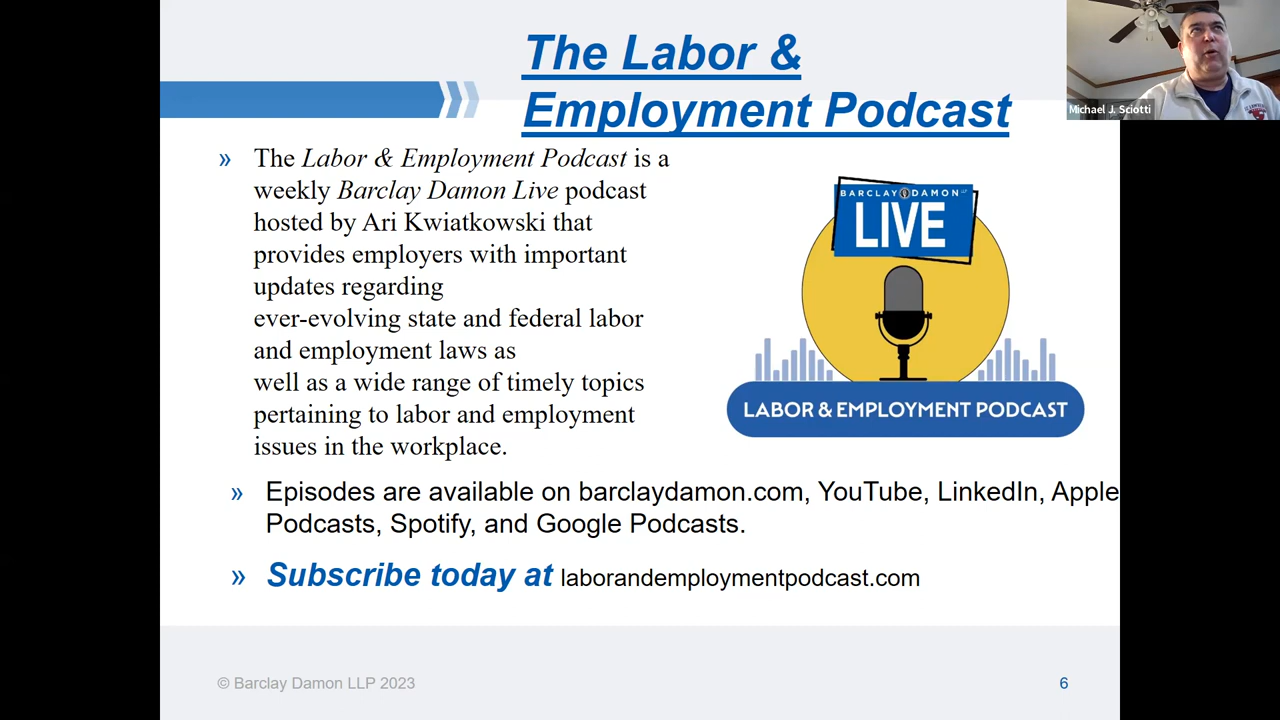 The Labor &
Employment Podcast
Michael J. Sciotti
» The Labor & Employment Podcast is a
weekly Barclay Damon Live podcast
hosted by Ari Kwiatkowski that
provides employers with important
updates regarding
ever-evolving state and federal labor
and employment laws as
well as a wide range of timely topics
pertaining to labor and employment
issues in the workplace.
BARCLAY DAMON LLP
LIVE
LABOR & EMPLOYMENT PODCAST
» Episodes are available on barclaydamon.com, YouTube, LinkedIn, Apple
Podcasts, Spotify, and Google Podcasts.
» Subscribe today at laborandemploymentpodcast.com
© Barclay Damon LLP 2023
6